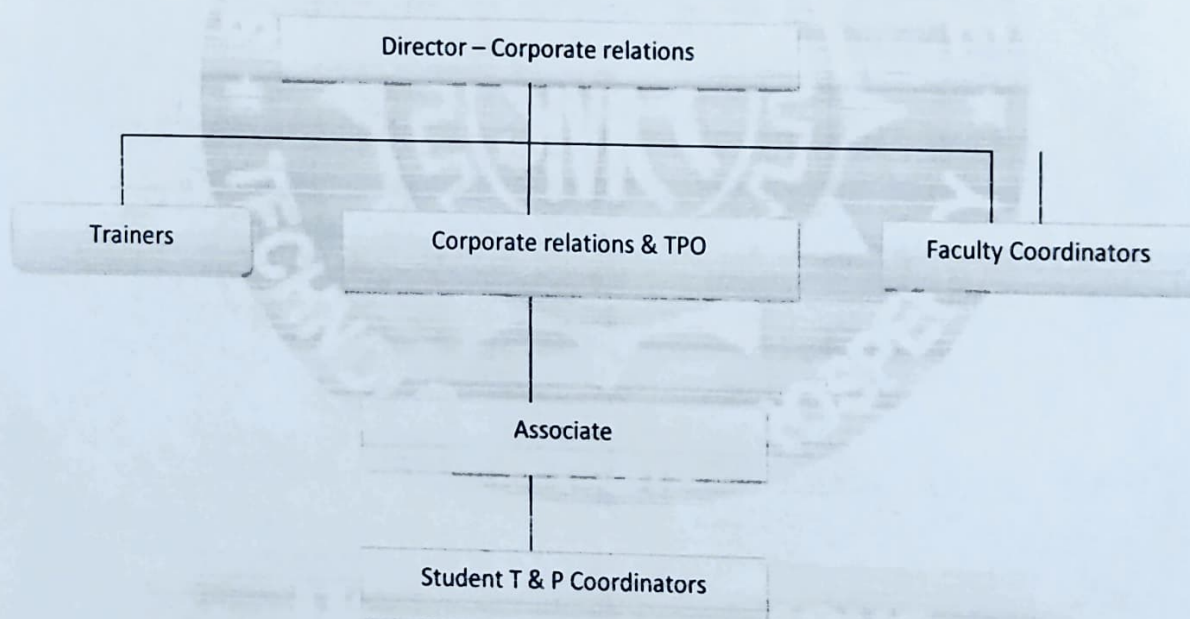 Director – Corporate relations
Trainers
Corporate relations & TPO
Faculty Coordinators
Associate
Student T & P Coordinators